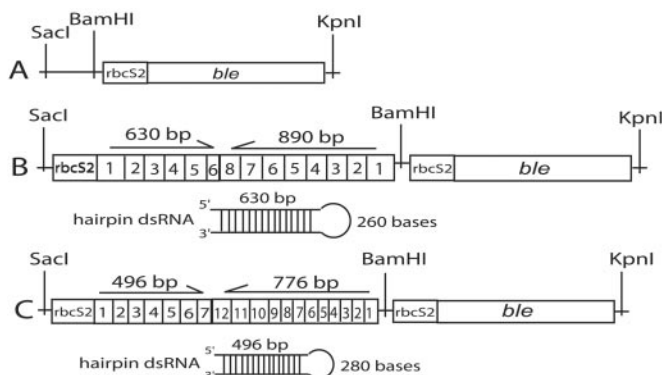 BamHI
SacI
KpnI
A
rbcS2 ble
BamHI
SacI
KpnI
630 bp 890 bp
B
rbcS2 1 2 3 4 5 6 8 7 6 5 4 3 2 1 rbcS2 ble
630 bp
5'
hairpin dsRNA
260 bases
3'
SacI
BamHI
KpnI
496 bp 776 bp
C
rbcS2 1 2 3 4 5 6 7 12 11 10 9 8 7 6 5 4 3 2 1 rbcS2 ble
496 bp
5'
hairpin dsRNA
280 bases
3'